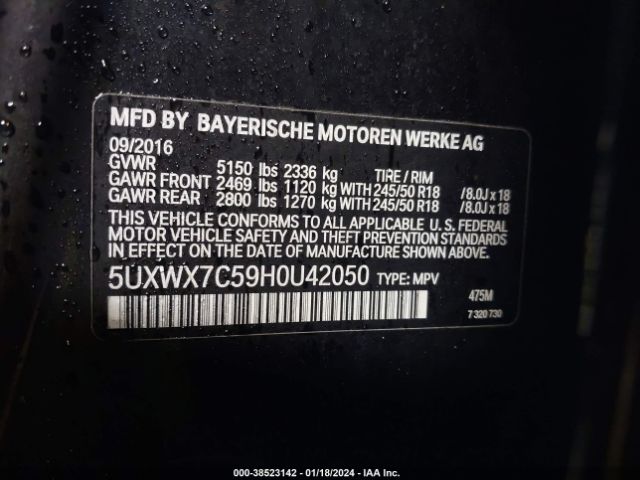 MFD BY BAYERISCHE MOTOREN WERKE AG
09/2016
GVWR 5150 lbs 2336 kg TIRE / RIM
GAWR FRONT 2469 lbs 1120 kg WITH 245/50 R18 /8.0J x 18
GAWR REAR 2800 lbs 1270 kg WITH 245/50 R18 /8.0J x 18
THIS VEHICLE CONFORMS TO ALL APPLICABLE U. S. FEDERAL
MOTOR VEHICLE SAFETY AND THEFT PREVENTION STANDARDS
IN EFFECT ON THE DATE OF MANUFACTURE SHOWN ABOVE.
5UXWX7C59H0U42050 TYPE: MPV
475M
7 320 730
000-38523142 - 01/18/2024 - IAA Inc.